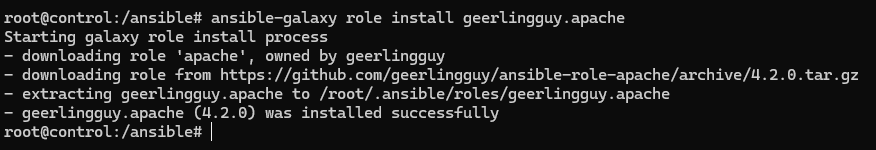 root@control:/ansible# ansible-galaxy role install geerlingguy.apache
Starting galaxy role install process
- downloading role 'apache', owned by geerlingguy
- downloading role from https://github.com/geerlingguy/ansible-role-apache/archive/4.2.0.tar.gz
- extracting geerlingguy.apache to /root/.ansible/roles/geerlingguy.apache
- geerlingguy.apache (4.2.0) was installed successfully
root@control:/ansible#